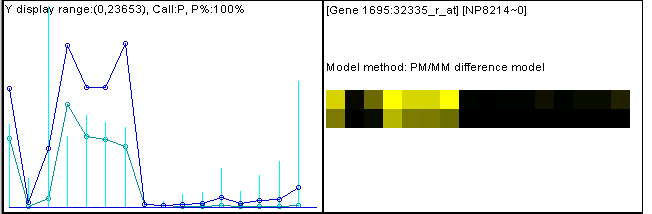 Y display range:(0,23653), Call:P, P%:100%
[Gene 1695:32335_r_at] [NP8214~0]
Model method: PM/MM difference model